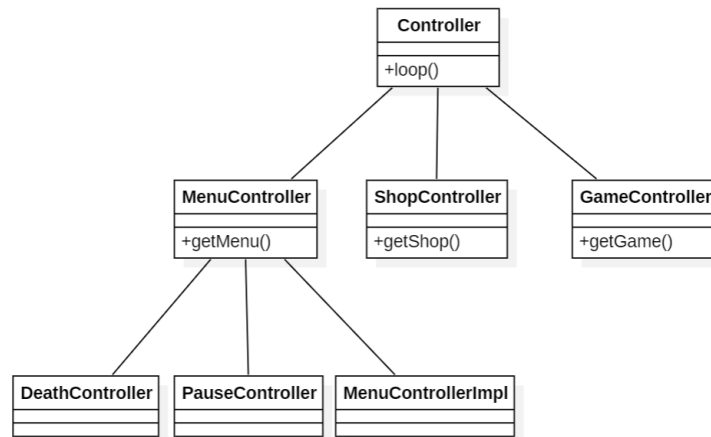 Controller
+loop()
MenuController
ShopController
GameController
+getMenu()
+getShop()
+getGame()
DeathController
PauseController
MenuControllerImpl